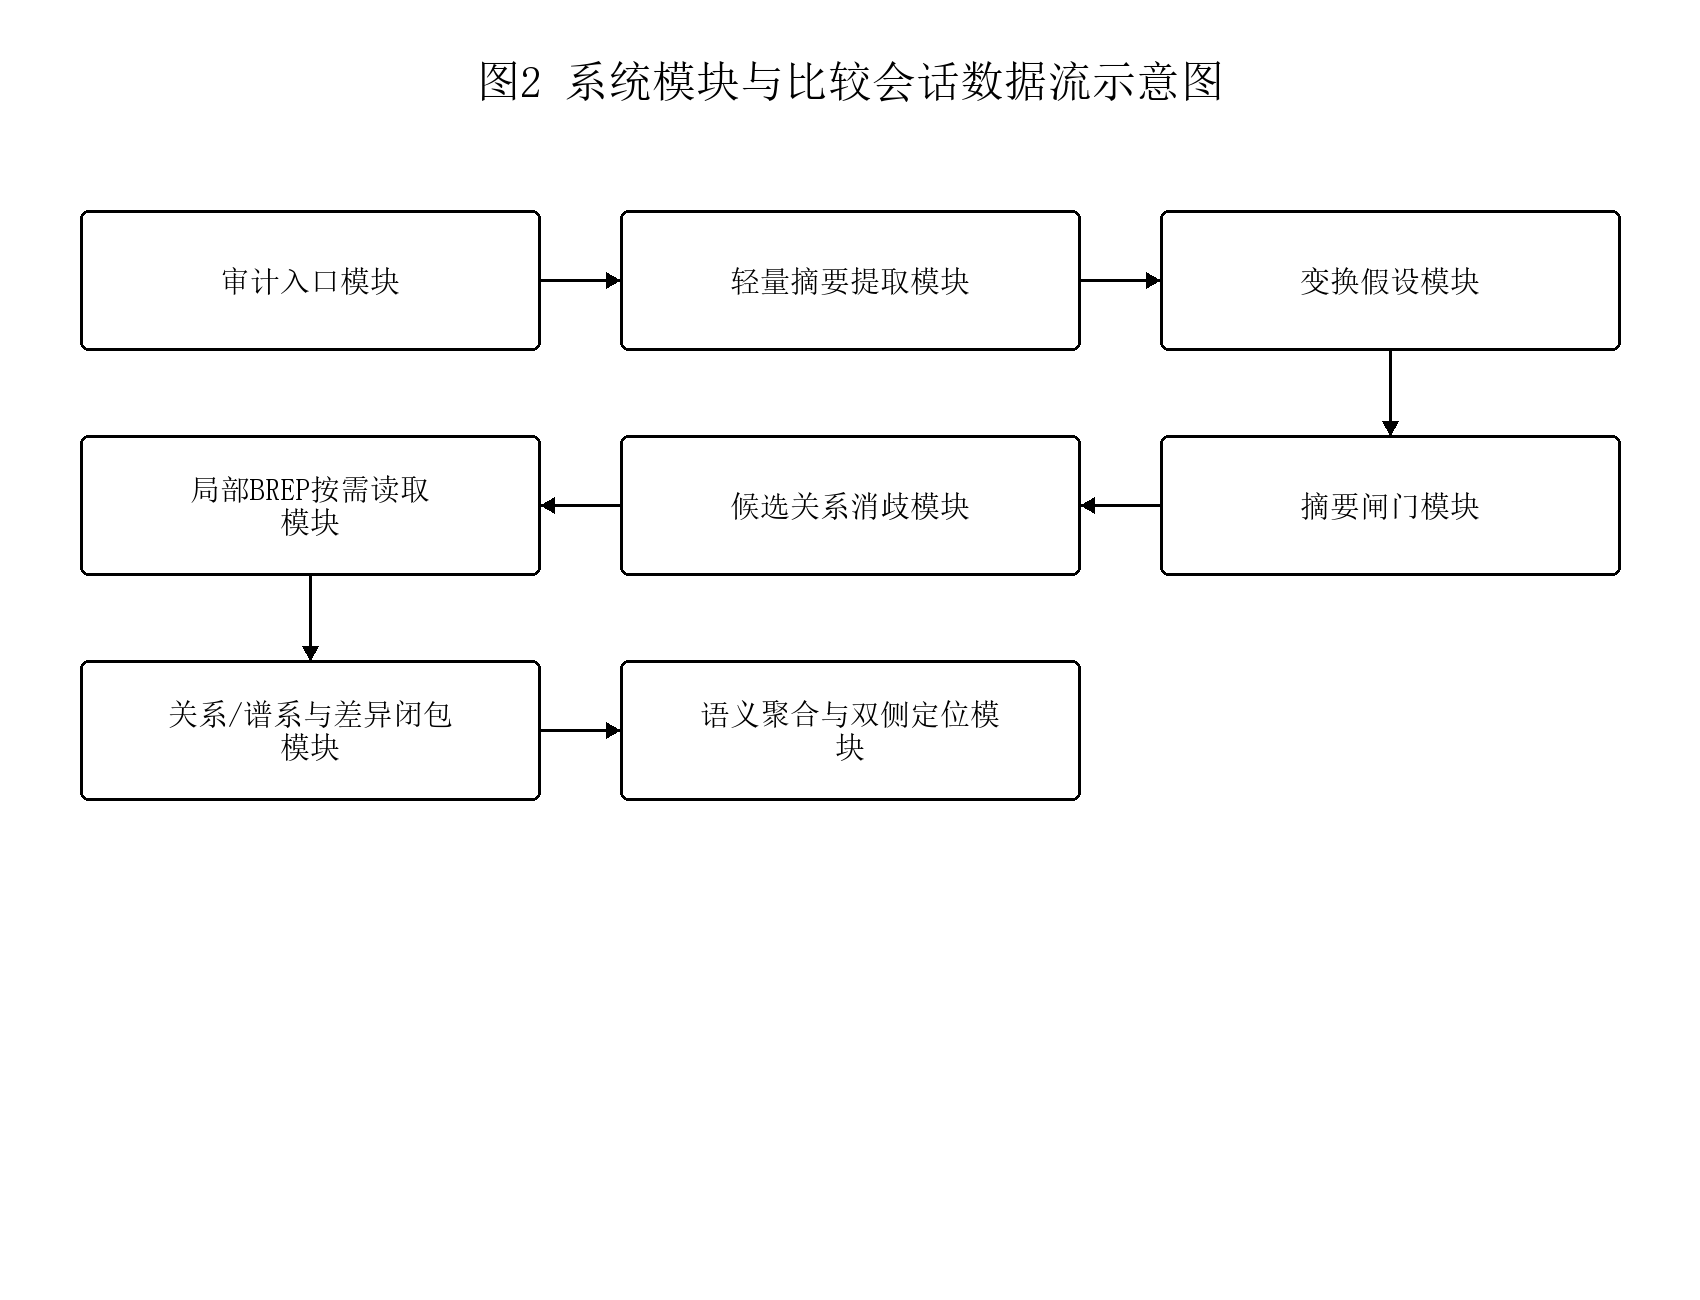 图2 系统模块与比较会话数据流示意图
审计入口模块
轻量摘要提取模块
变换假设模块
局部BREP按需读取
模块
候选关系消歧模块
摘要闸门模块
关系/谱系与差异闭包
模块
语义聚合与双侧定位模
块